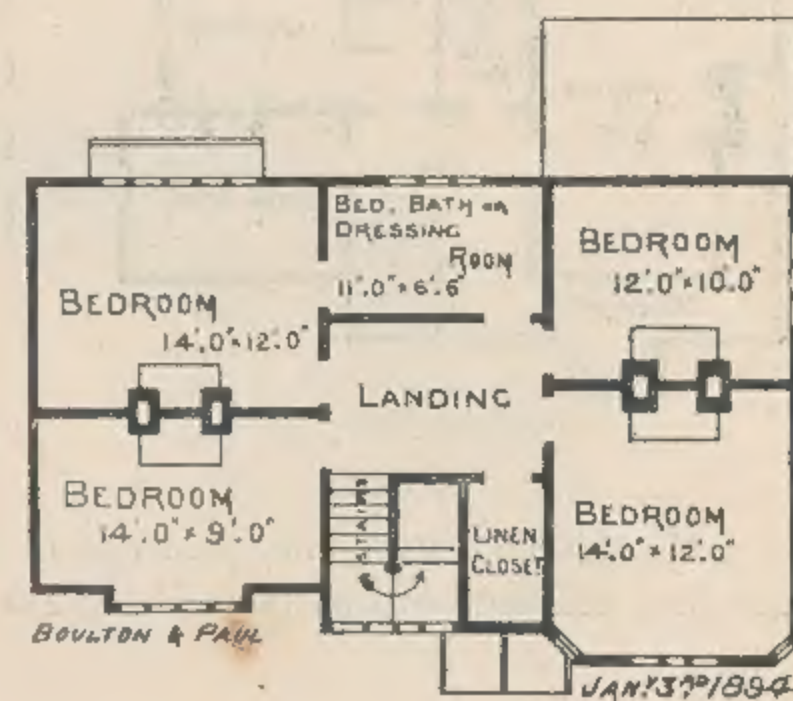 BED. BATH OR
DRESSING
ROOM
11'.0" × 6'.6"
BEDROOM
12'.0" × 10'.0"
BEDROOM
14'.0" × 12'.0"
LANDING
BEDROOM
14'.0" × 9'.0"
STAIRS
LINEN
CLOSET
BEDROOM
14'.0" × 12'.0"
BOULTON & PAUL
JANY 3RD 1894